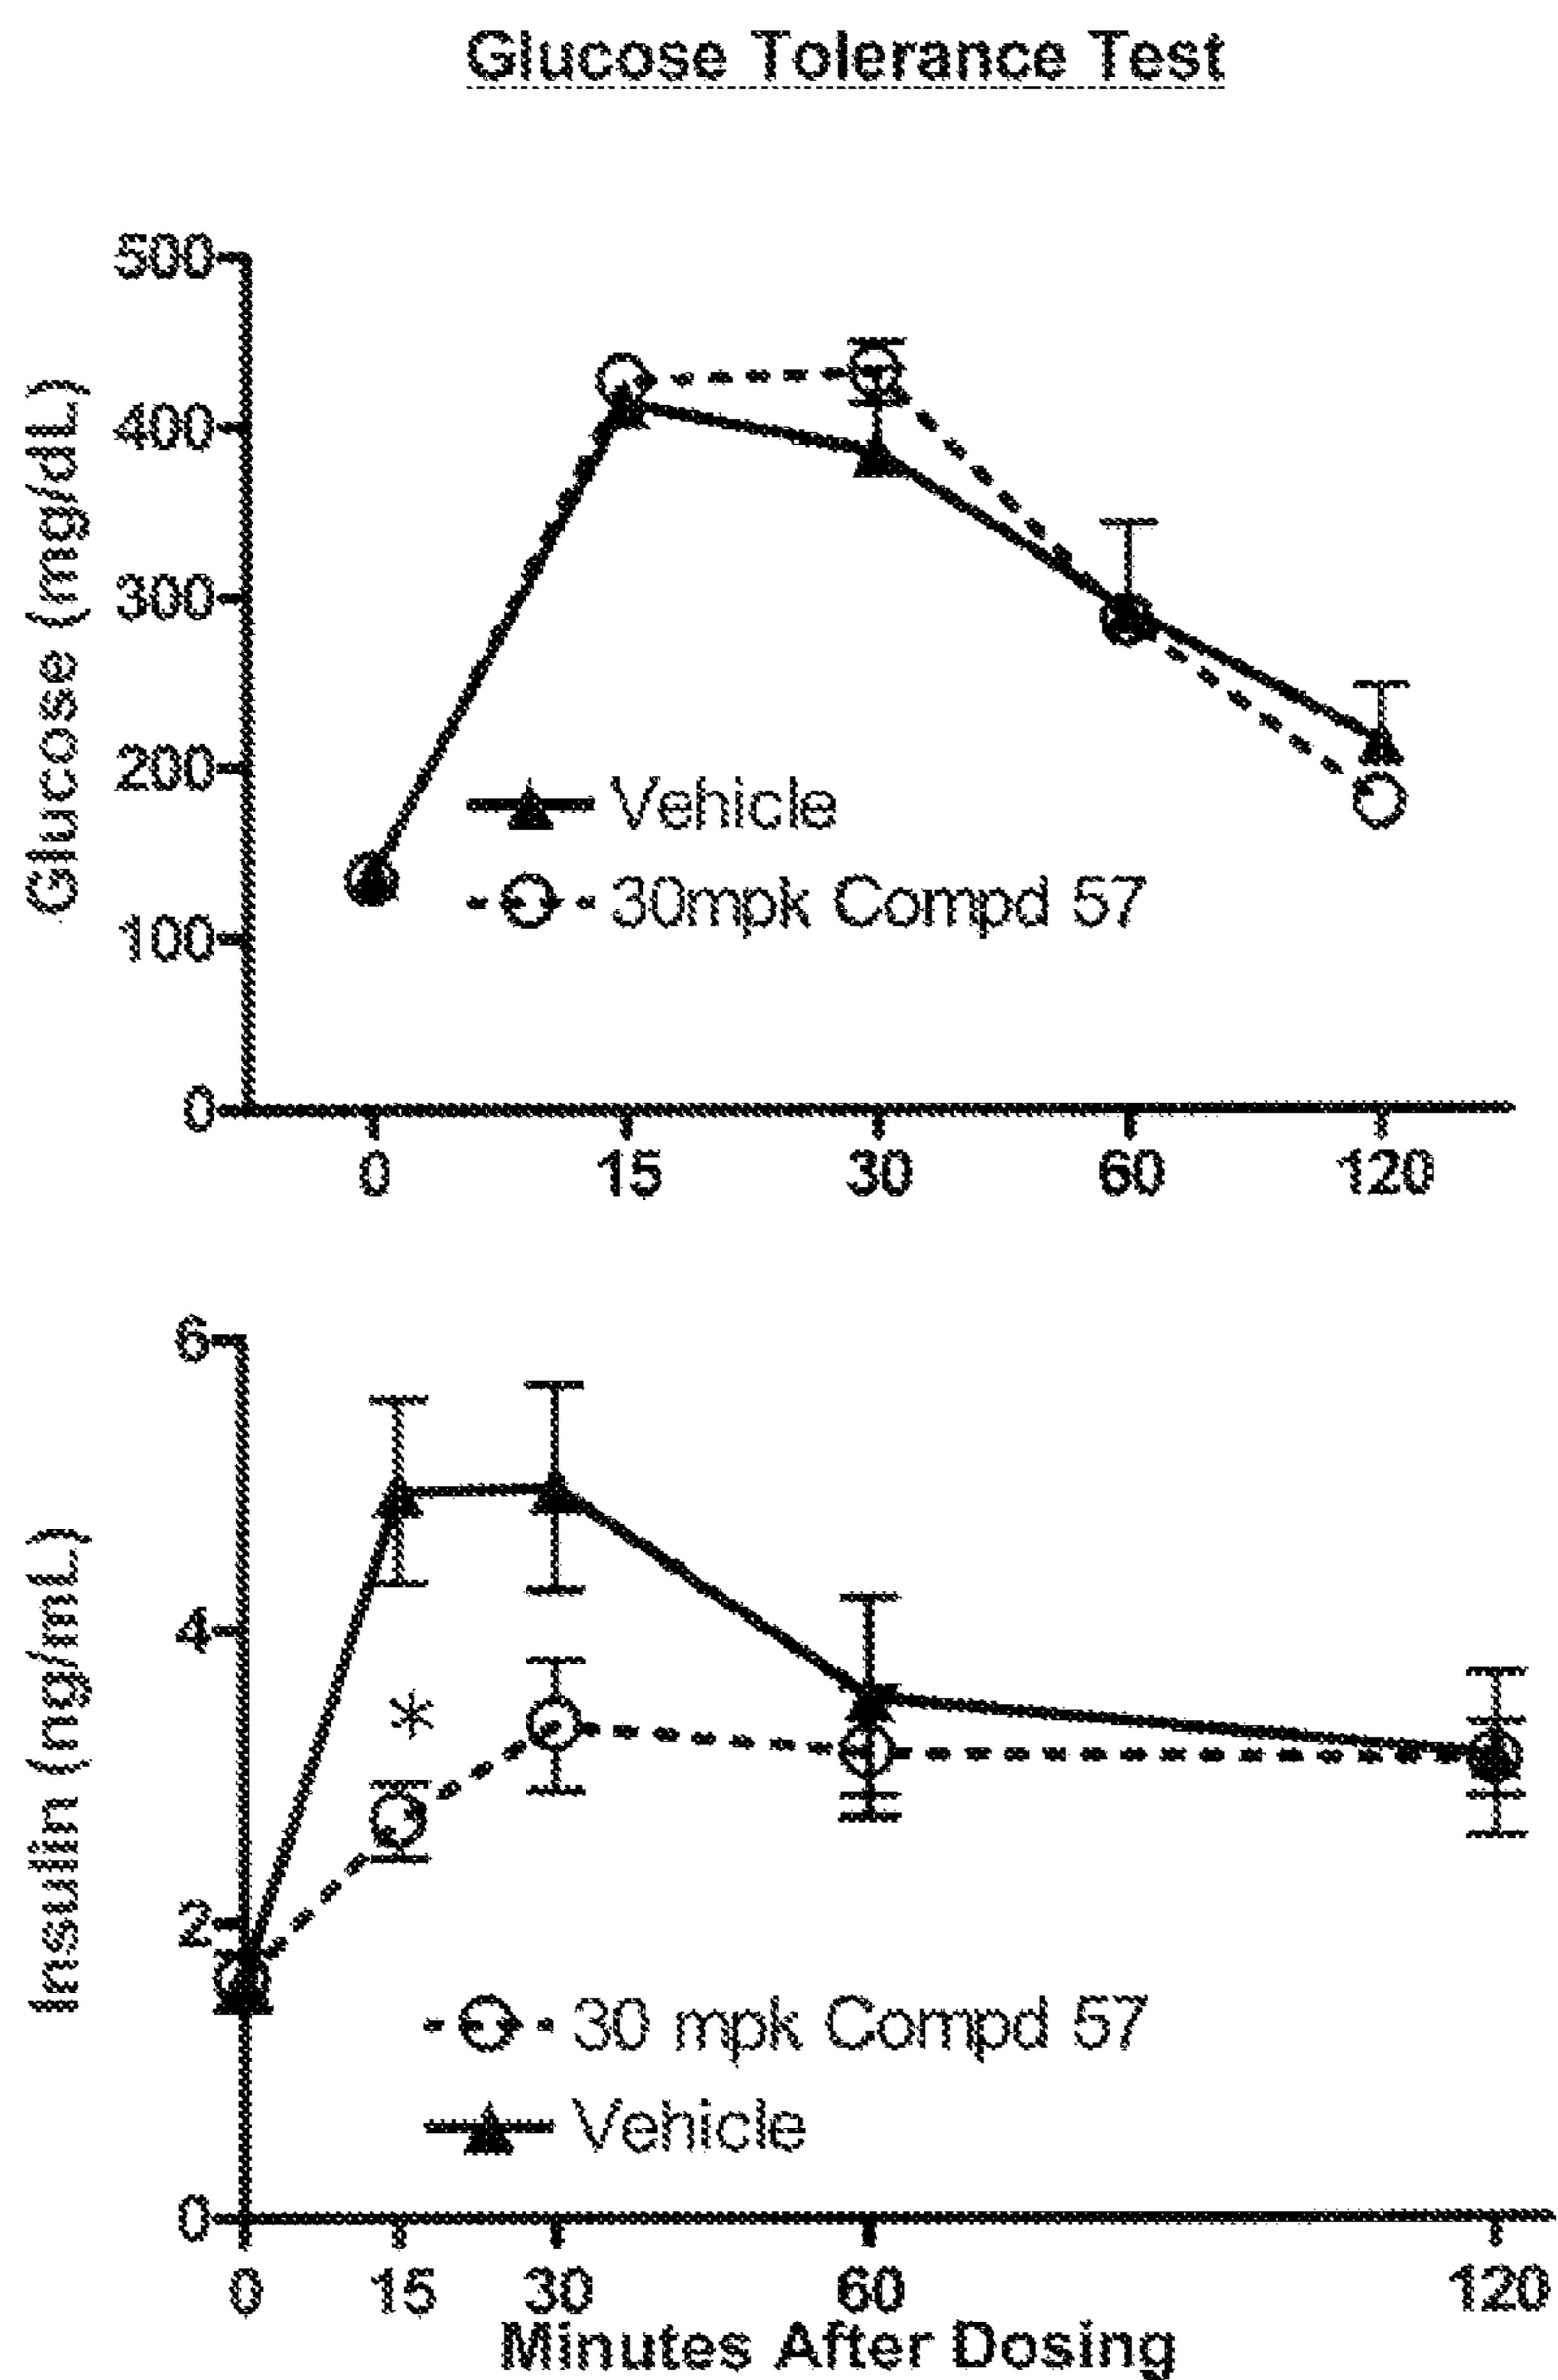 Glucose Tolerance Test
Glucose (mg/dL)
500
400
300
200
100
0
Vehicle
30mpk Compd 57
0 15 30 60 120
Insulin (ng/mL)
6
4
2
0
*
30 mpk Compd 57
Vehicle
0 15 30 60 120
Minutes After Dosing